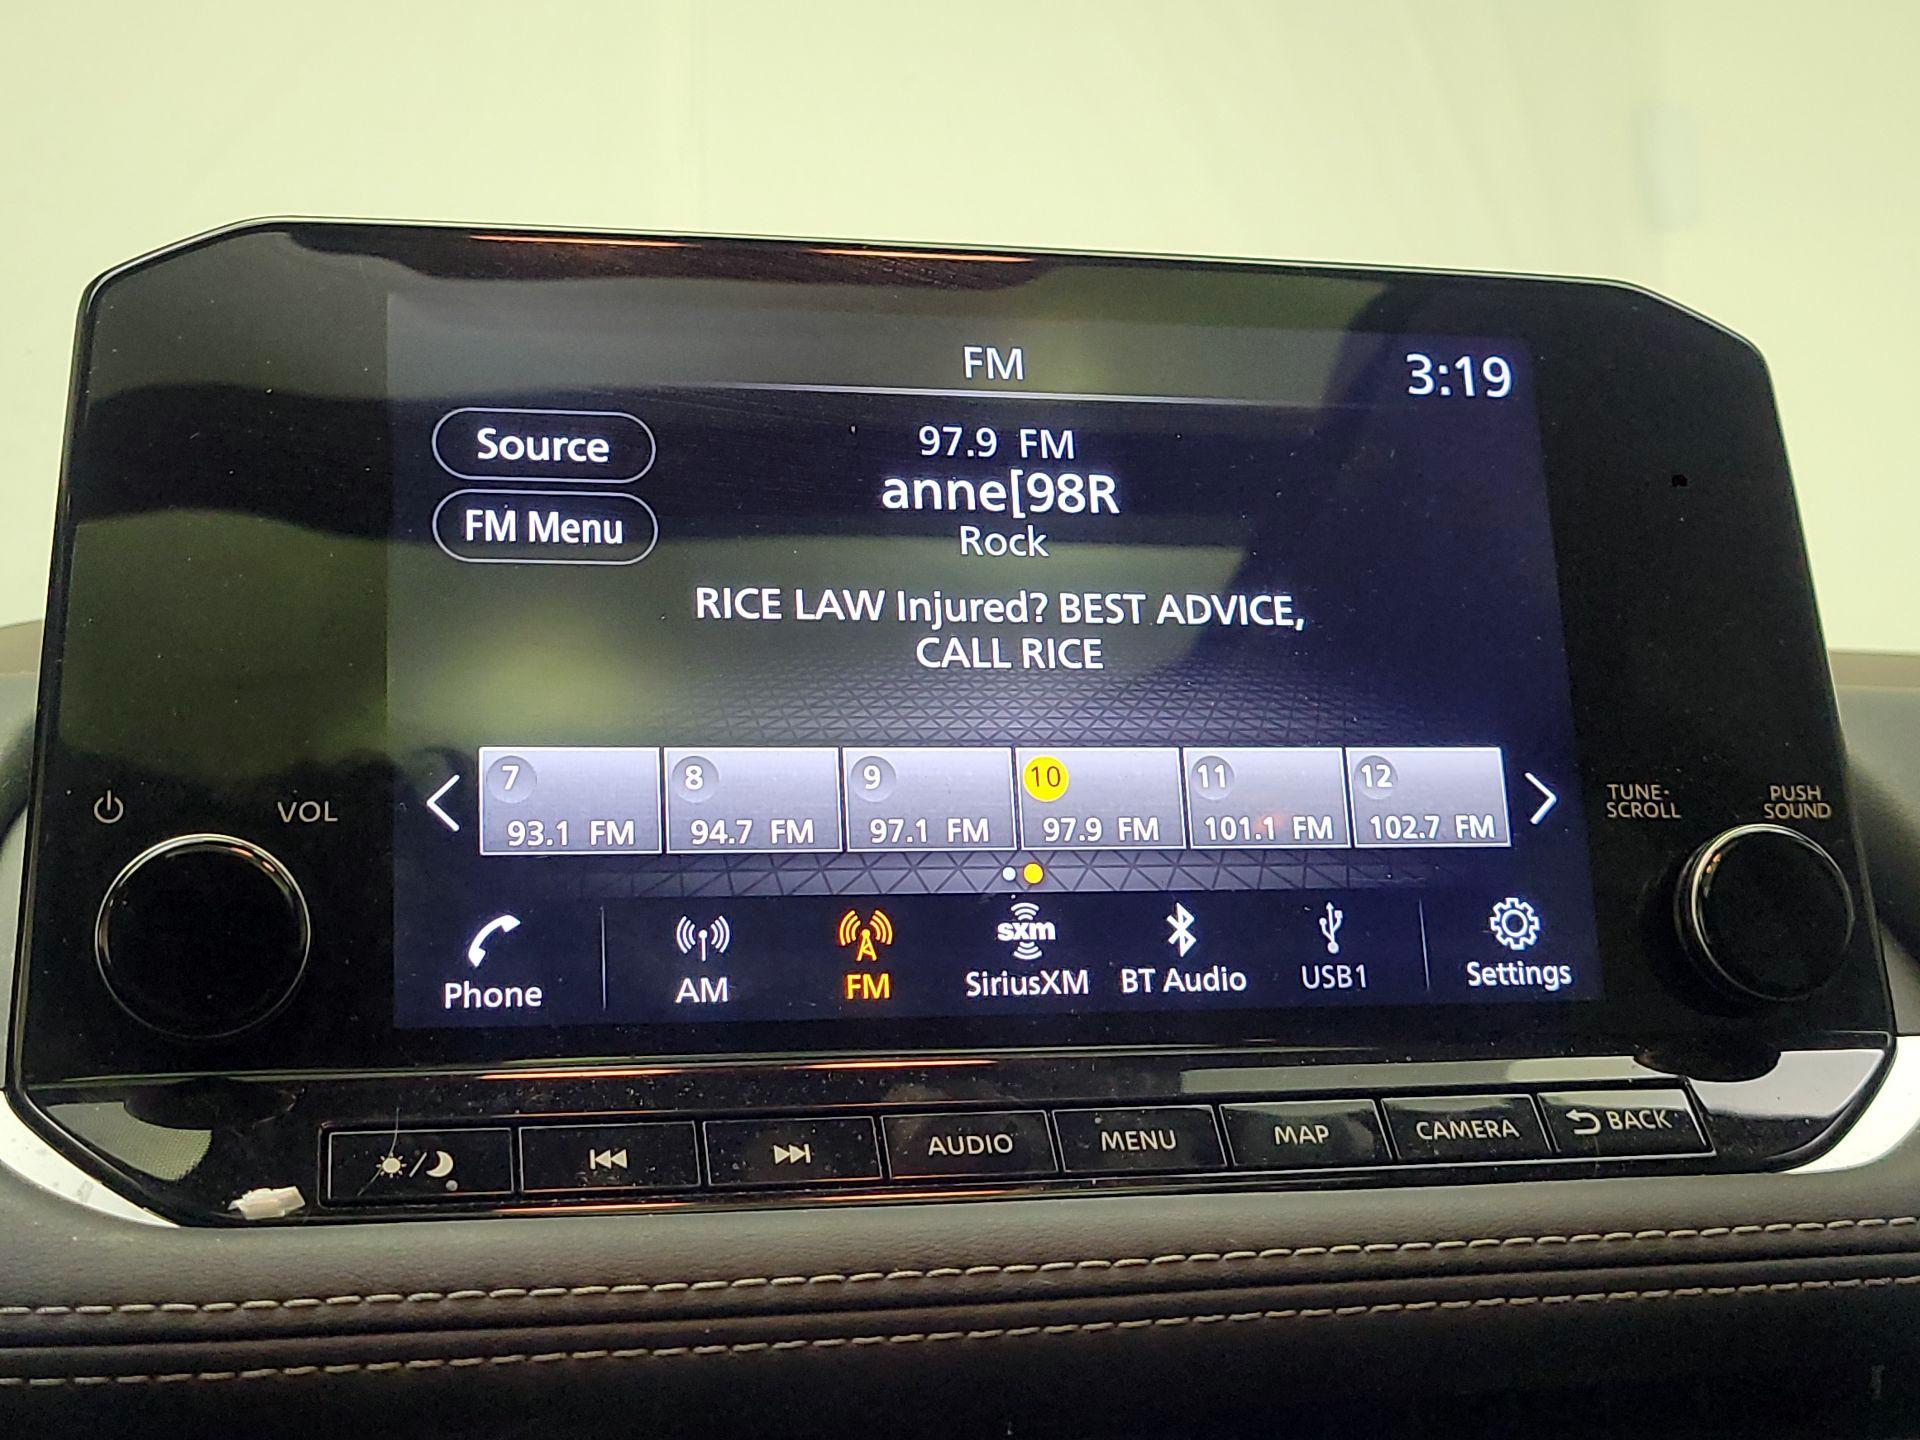 FM
3:19
Source
97.9 FM
anne[98R
FM Menu
Rock
RICE LAW Injured? BEST ADVICE,
CALL RICE
7
8
9
10
11
12
93.1 FM
94.7 FM
97.1 FM
97.9 FM
101.1 FM
102.7 FM
VOL
TUNE·
SCROLL
PUSH
SOUND
sxm
Phone
AM
FM
SiriusXM
BT Audio
USB1
Settings
AUDIO
MENU
MAP
CAMERA
BACK